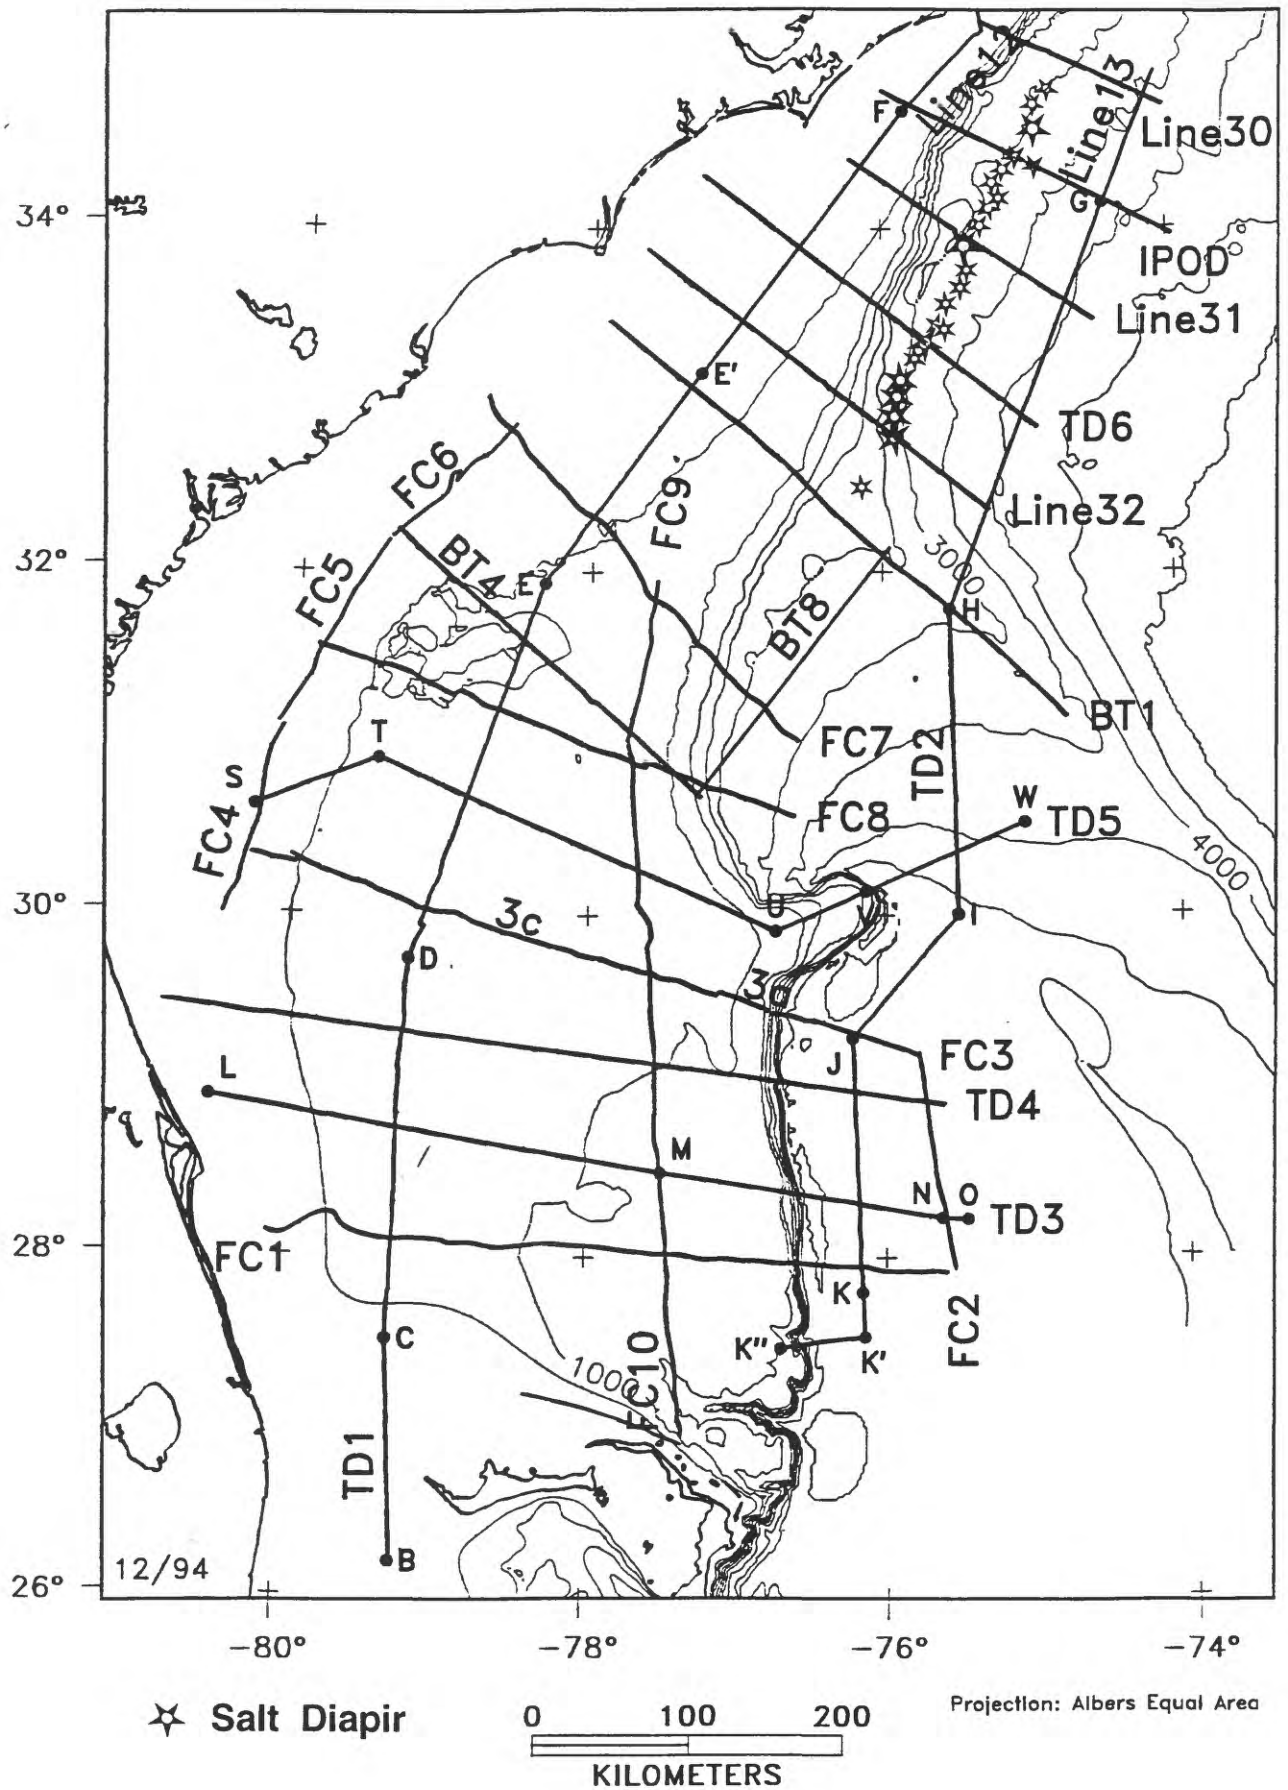 Line12
Line13
F
Line30
34°
G
IPOD
Line31
E'
TD6
FC6
FC9
Line32
32°
BT4
FC5
E
3000
BT8
H
BT1
T
FC7
TD2
S
W
FC8
TD5
FC4
4000
30°
U
V
I
3c
D
3a
FC3
J
L
TD4
M
N
O
TD3
28°
FC1
K
C
K''
K'
FC2
1000
FC10
TD1
B
12/94
26°
-80°
-78°
-76°
-74°
Salt Diapir
0
100
200
KILOMETERS
Projection: Albers Equal Area